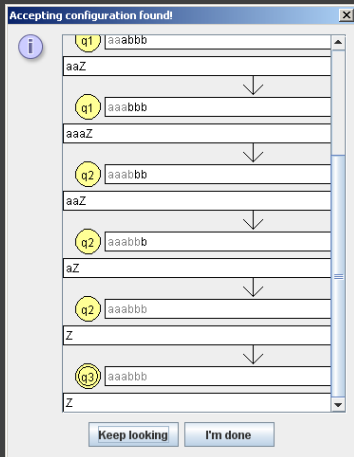 Accepting configuration found!
q1 aaabbb
aaZ
q1 aaabbb
aaaZ
q2 aaabbb
aaZ
q2 aaabbb
aZ
q2 aaabbb
Z
q3 aaabbb
Z
Keep looking I'm done